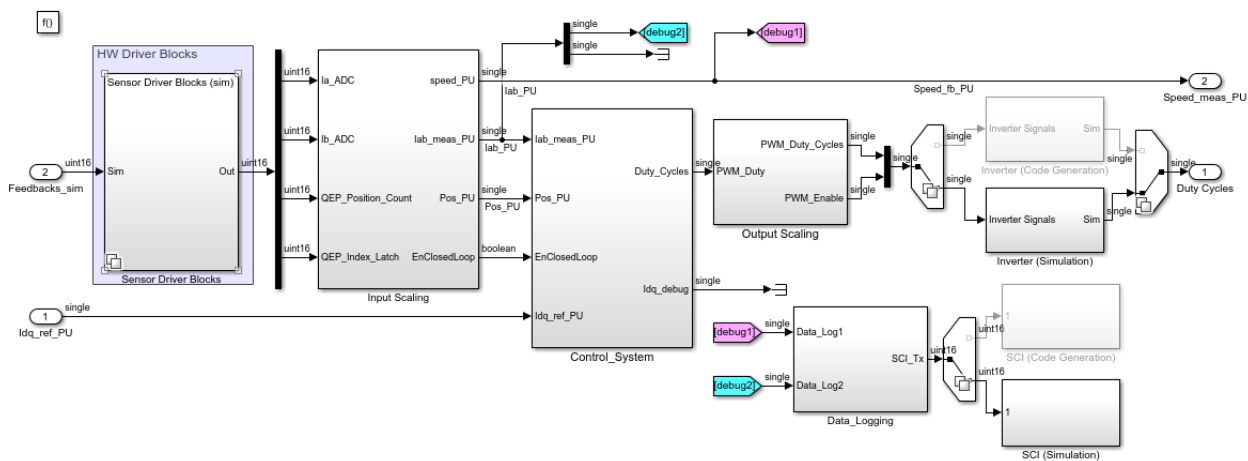 f()
HW Driver Blocks
Sensor Driver Blocks (sim)
uint16
Sim
Out
uint16
2
Feedbacks_sim
Sensor Driver Blocks
uint16
uint16
uint16
uint16
Ia_ADC
Ib_ADC
QEP_Position_Count
QEP_Index_Latch
speed_PU
Iab_meas_PU
Pos_PU
EnClosedLoop
Input Scaling
single
Iab_PU
single
Iab_PU
single
Pos_PU
boolean
single
single
[debug2]
[debug1]
Speed_fb_PU
2
Speed_meas_PU
1
Idq_ref_PU
single
Iab_meas_PU
Pos_PU
EnClosedLoop
Idq_ref_PU
Duty_Cycles
Idq_debug
Control_System
single
single
PWM_Duty
PWM_Duty_Cycles
PWM_Enable
Output Scaling
single
single
single
single
single
Inverter Signals
Sim
Inverter (Code Generation)
single
Inverter Signals
Sim
Inverter (Simulation)
single
single
1
Duty Cycles
[debug1]
single
[debug2]
single
Data_Log1
Data_Log2
SCI_Tx
Data_Logging
uint16
uint16
1
SCI (Code Generation)
uint16
1
SCI (Simulation)